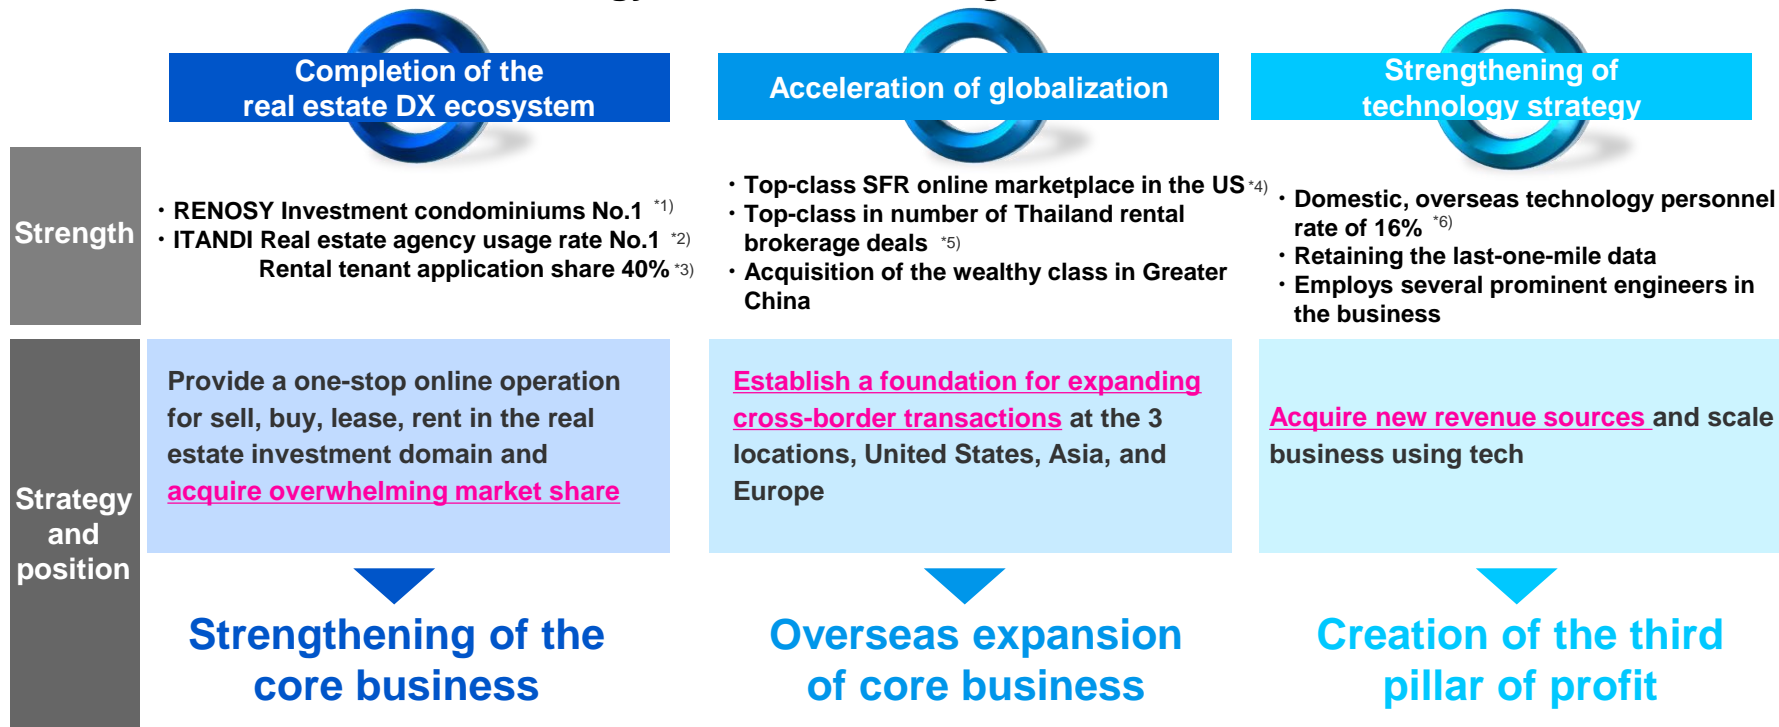 Completion of the
real estate DX ecosystem
Acceleration of globalization
Strengthening of
technology strategy
Strength
・RENOSY Investment condominiums No.1 *1)
・ITANDI Real estate agency usage rate No.1 *2)
Rental tenant application share 40% *3)
・Top-class SFR online marketplace in the US *4)
・Top-class in number of Thailand rental
brokerage deals *5)
・Acquisition of the wealthy class in Greater
China
・Domestic, overseas technology personnel
rate of 16% *6)
・Retaining the last-one-mile data
・Employs several prominent engineers in
the business
Strategy
and
position
Provide a one-stop online operation
for sell, buy, lease, rent in the real
estate investment domain and
acquire overwhelming market share
Establish a foundation for expanding
cross-border transactions at the 3
locations, United States, Asia, and
Europe
Acquire new revenue sources and scale
business using tech
Strengthening of the
core business
Overseas expansion
of core business
Creation of the third
pillar of profit